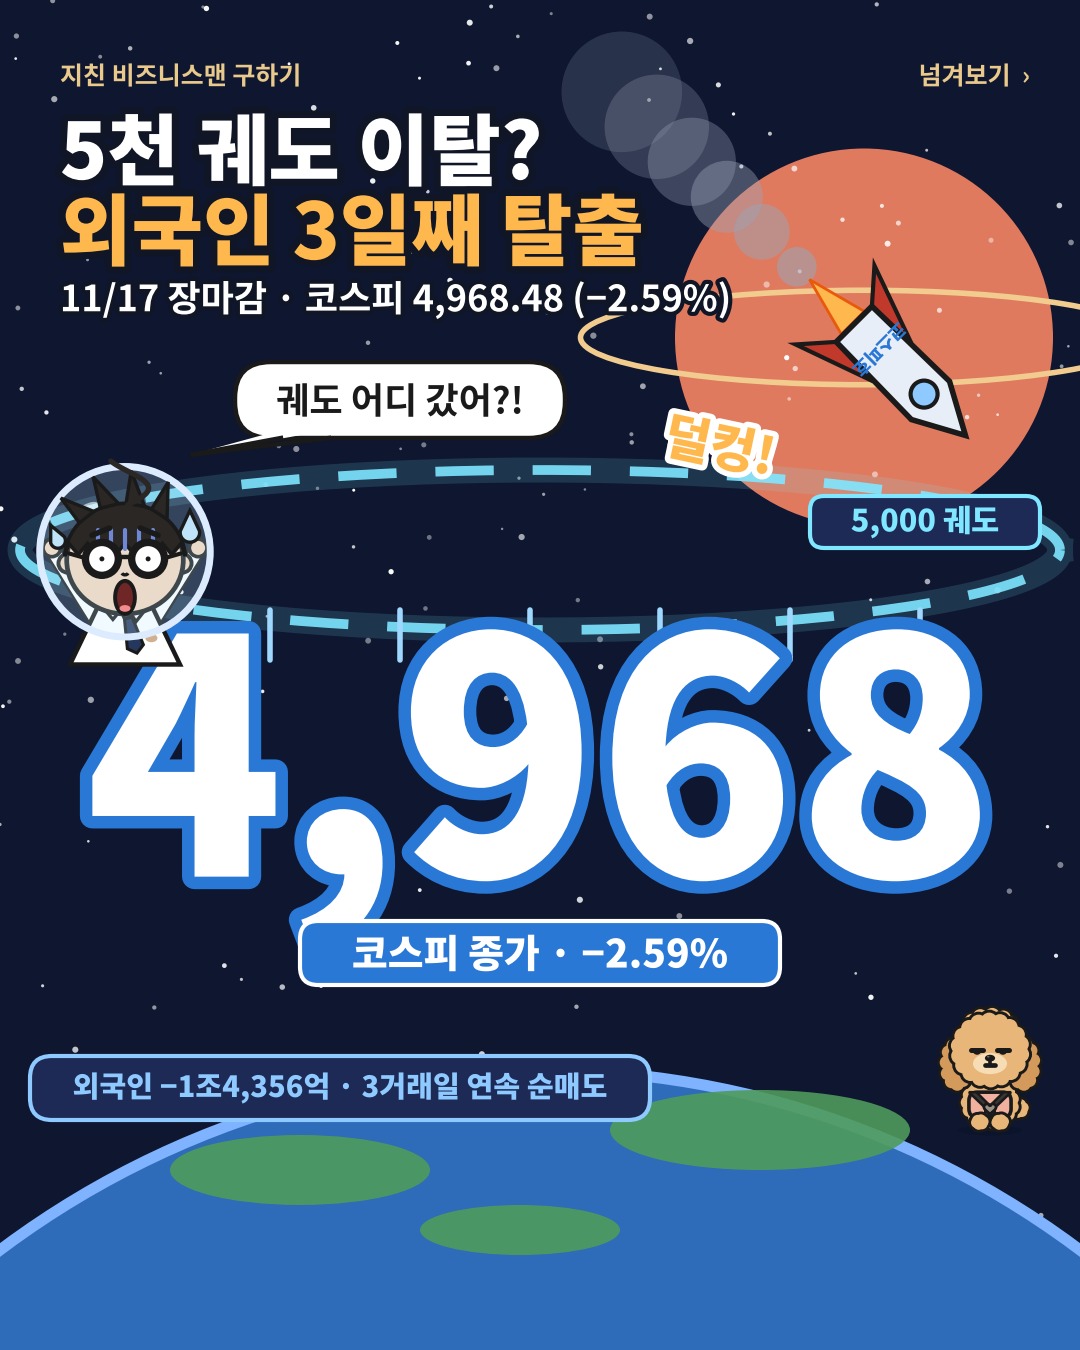 지친 비즈니스맨 구하기
넘겨보기 ›
5천 궤도 이탈?
외국인 3일째 탈출
11/17 장마감 · 코스피 4,968.48 (−2.59%)
궤도 어디 갔어?!
코스피호
덜컹!
5,000 궤도
4,968
코스피 종가 · −2.59%
외국인 −1조4,356억 · 3거래일 연속 순매도